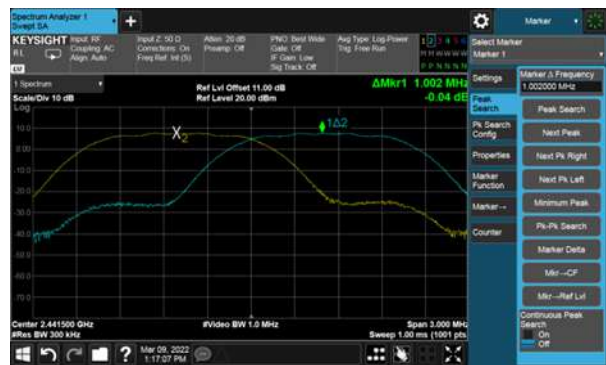 Spectrum Analyzer 1
Swept SA
+
Marker
KEYSIGHT
Input: RF
Coupling: AC
Align: Auto
Input Z: 50 Ω
Corrections: On
Freq Ref: Int (S)
Atten: 20 dB
Preamp: Off
PNO: Best Wide
Gate: Off
IF Gain: Low
Sig Track: Off
Avg Type: Log-Power
Trig: Free Run
Select Marker
Marker 1
1 Spectrum
Scale/Div 10 dB
Log
Ref Lvl Offset 11.00 dB
Ref Level 20.00 dBm
ΔMkr1 1.002 MHz
-0.04 dB
10.0
0.00
-10.0
-20.0
-30.0
-40.0
-70.0
X2
1Δ2
Center 2.441500 GHz
#Res BW 300 kHz
#Video BW 1.0 MHz
Span 3.000 MHz
Sweep 1.00 ms (1001 pts)
Settings
Peak Search
Pk Search Config
Properties
Marker Function
Marker→
Counter
Marker Δ Frequency
1.002000 MHz
Peak Search
Next Peak
Next Pk Right
Next Pk Left
Minimum Peak
Pk-Pk Search
Marker Delta
Mkr→CF
Mkr→Ref Lvl
Continuous Peak Search
On
Off
?
Mar 09, 2022
1:17:07 PM